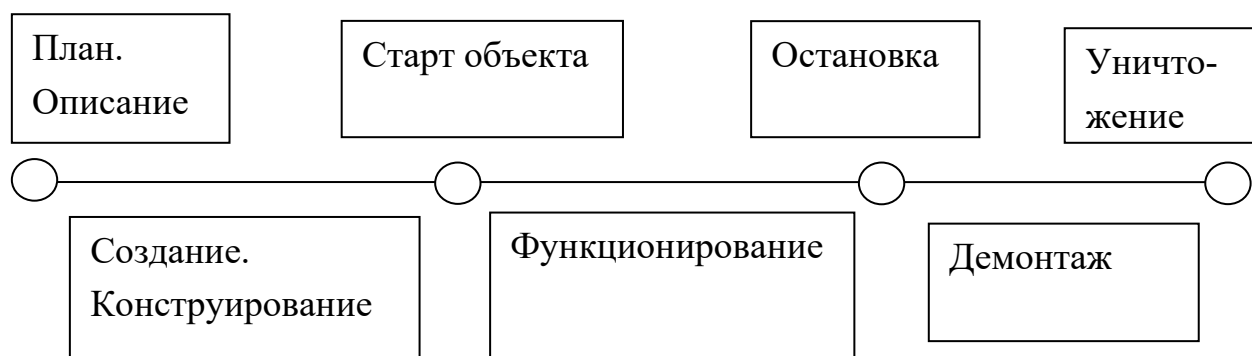 План.
Описание
Старт объекта
Остановка
Уничто-
жение
Создание.
Конструирование
Функционирование
Демонтаж